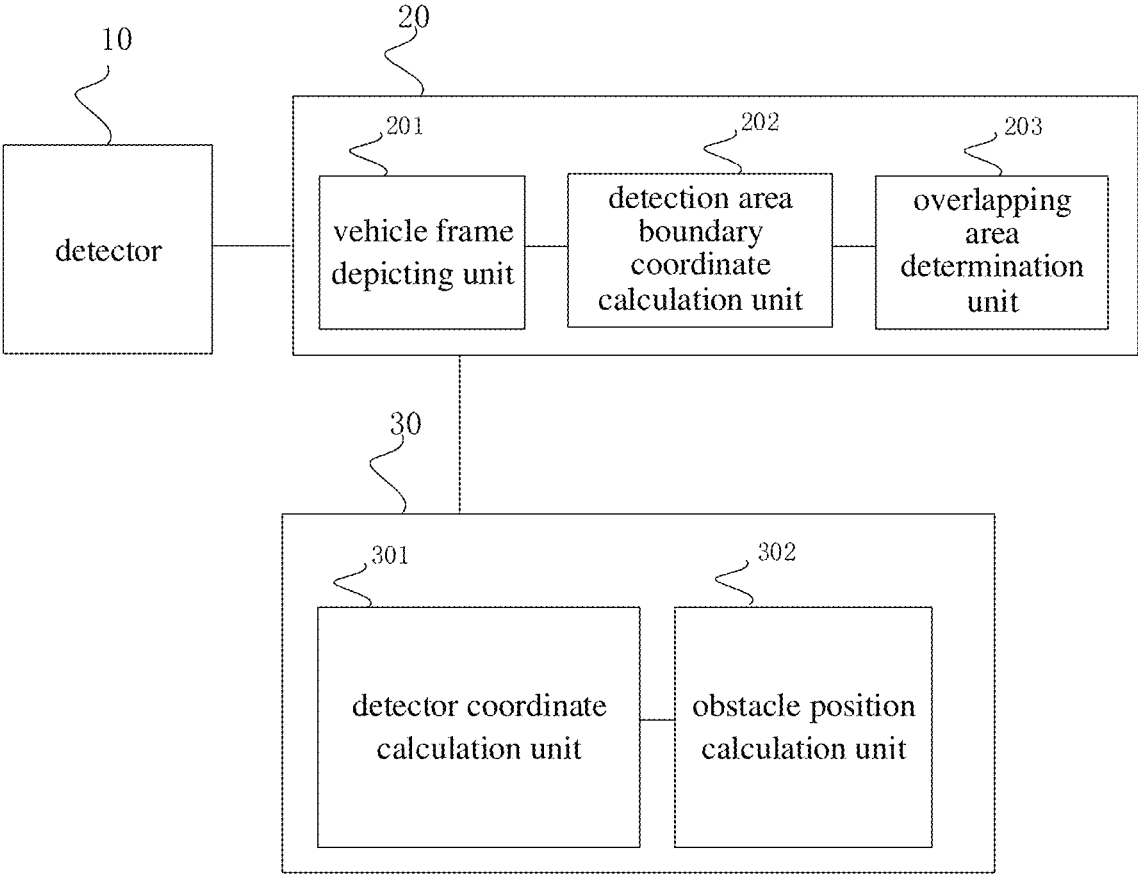 10
20
detector
201
vehicle frame
depicting unit
202
detection area
boundary
coordinate
calculation unit
203
overlapping
area
determination
unit
30
301
detector coordinate
calculation unit
302
obstacle position
calculation unit